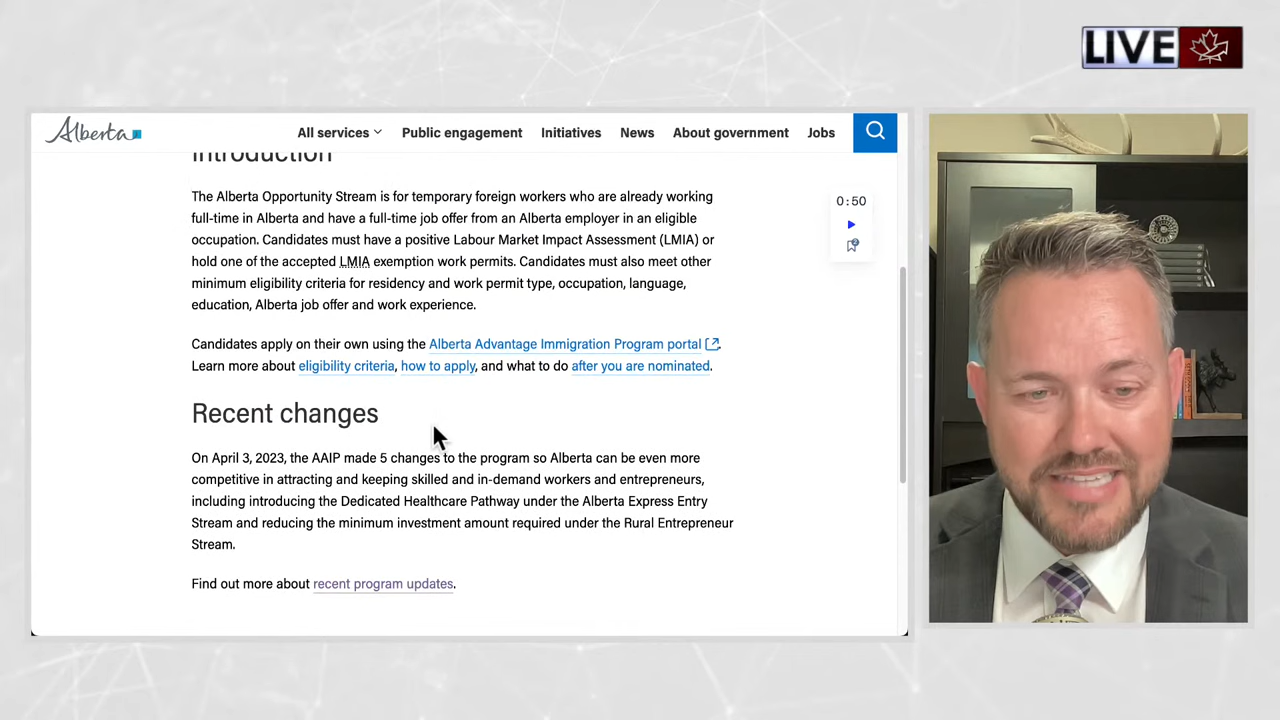 LIVE
Alberta
All services
Public engagement
Initiatives
News
About government
Jobs
Introduction
The Alberta Opportunity Stream is for temporary foreign workers who are already working
full-time in Alberta and have a full-time job offer from an Alberta employer in an eligible
occupation. Candidates must have a positive Labour Market Impact Assessment (LMIA) or
hold one of the accepted LMIA exemption work permits. Candidates must also meet other
minimum eligibility criteria for residency and work permit type, occupation, language,
education, Alberta job offer and work experience.
0:50
Candidates apply on their own using the Alberta Advantage Immigration Program portal.
Learn more about eligibility criteria, how to apply, and what to do after you are nominated.
Recent changes
On April 3, 2023, the AAIP made 5 changes to the program so Alberta can be even more
competitive in attracting and keeping skilled and in-demand workers and entrepreneurs,
including introducing the Dedicated Healthcare Pathway under the Alberta Express Entry
Stream and reducing the minimum investment amount required under the Rural Entrepreneur
Stream.
Find out more about recent program updates.